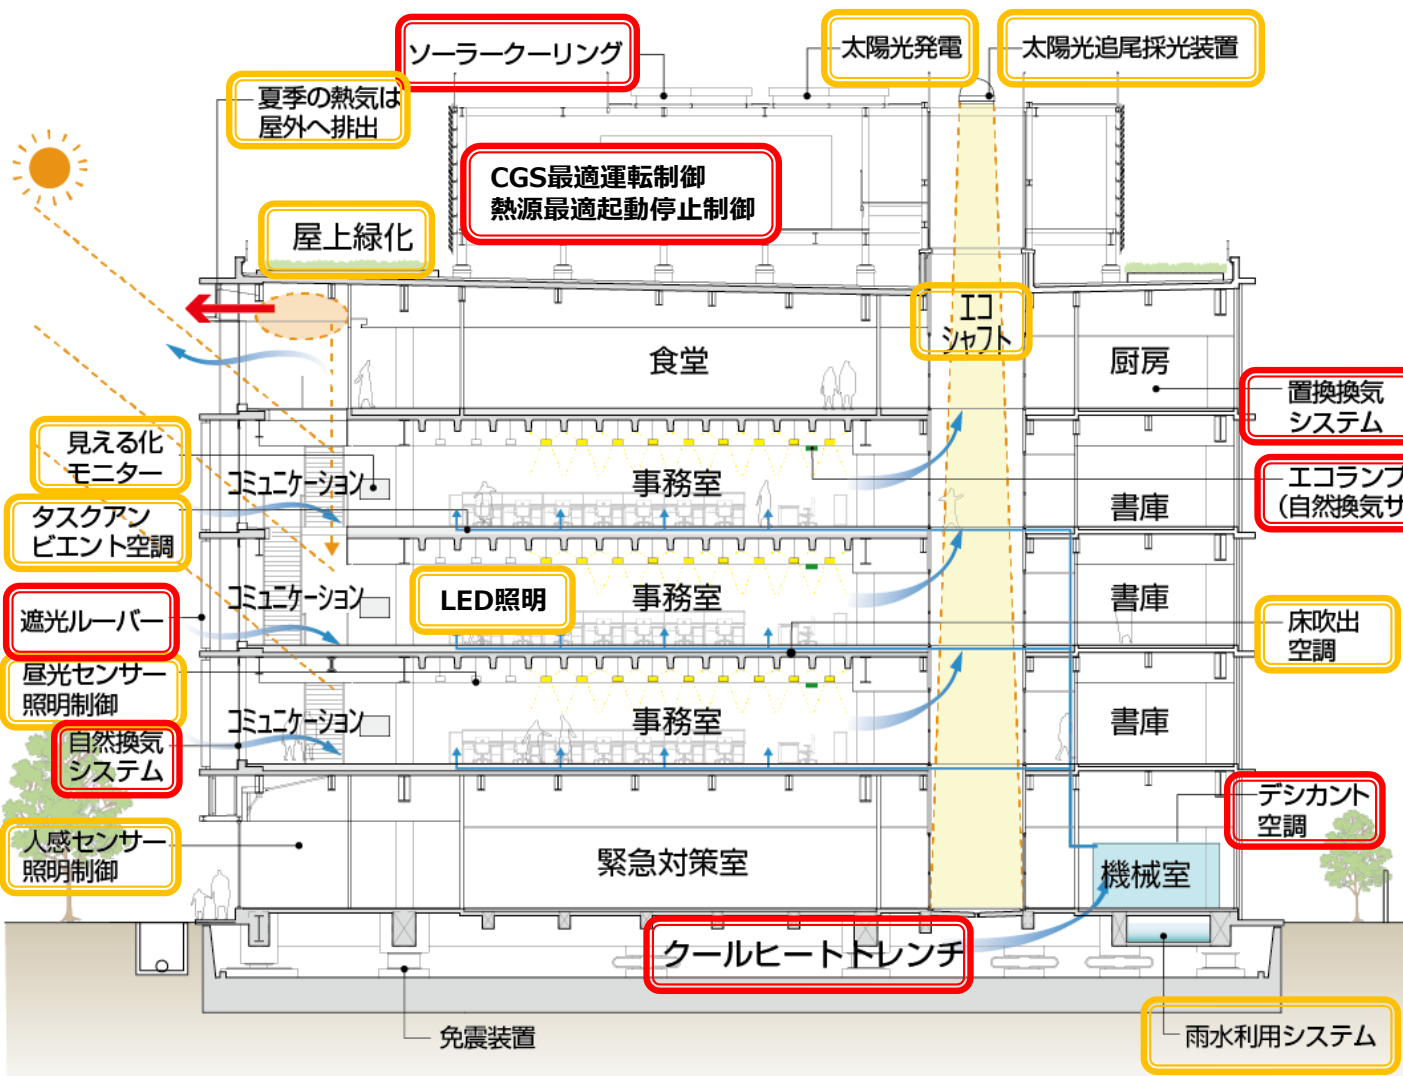 ソーラークーリング
太陽光発電
太陽光追尾採光装置
夏季の熱気は
屋外へ排出
CGS最適運転制御
熱源最適起動停止制御
屋上緑化
エコ
シャフト
食堂
厨房
置換換気
システム
見える化
モニター
コミュニケーション
事務室
エコランプ
(自然換気サ
書庫
タスクアン
ビエント空調
コミュニケーション
LED照明
事務室
書庫
遮光ルーバー
床吹出
空調
昼光センサー
照明制御
コミュニケーション
事務室
書庫
自然換気
システム
デシカント
空調
人感センサー
照明制御
緊急対策室
機械室
クールヒートトレンチ
免震装置
雨水利用システム